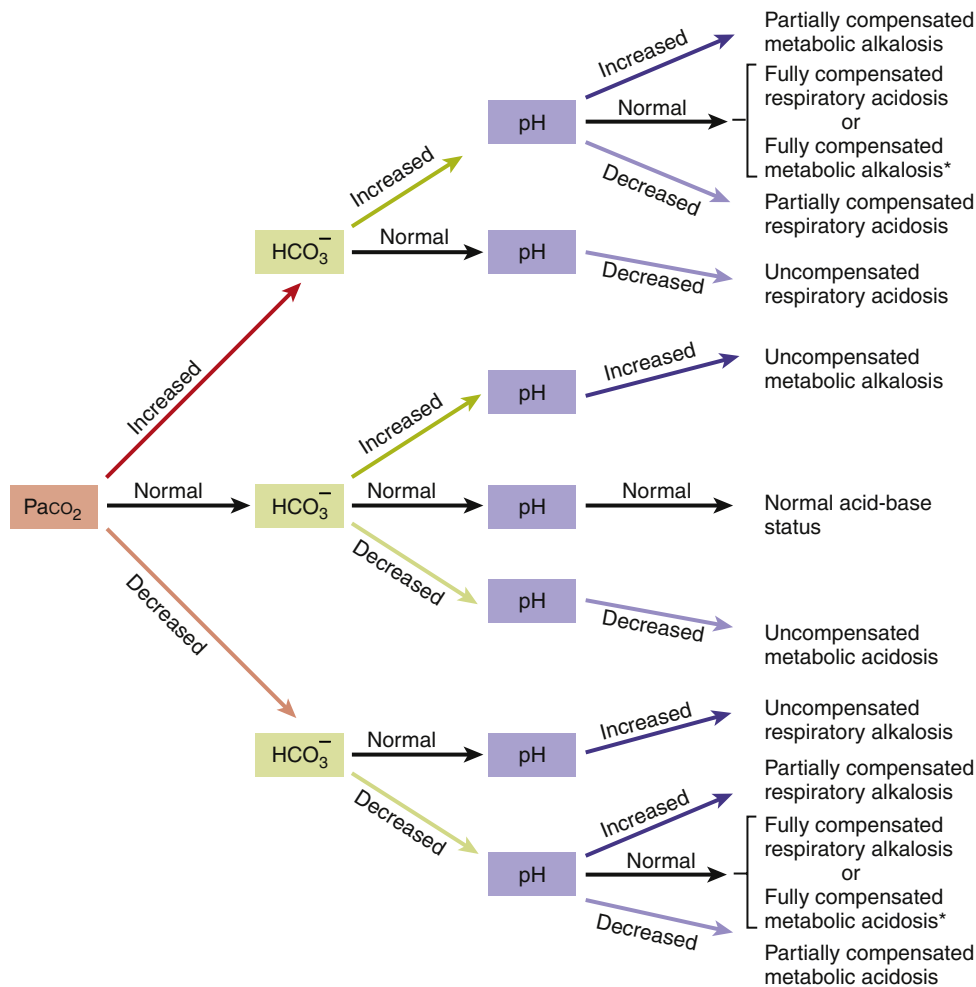 Partially compensated
metabolic alkalosis
Increased
Fully compensated
respiratory acidosis
or
Fully compensated
metabolic alkalosis*
Normal
pH
Decreased
Partially compensated
respiratory acidosis
Increased
HCO₃⁻
Normal
pH
Decreased
Uncompensated
respiratory acidosis
Increased
Increased
Uncompensated
metabolic alkalosis
pH
Increased
PaCO₂
Normal
HCO₃⁻
Normal
pH
Normal
Normal acid-base
status
Decreased
Decreased
pH
Decreased
Uncompensated
metabolic acidosis
HCO₃⁻
Normal
pH
Increased
Uncompensated
respiratory alkalosis
Decreased
Increased
Partially compensated
respiratory alkalosis
pH
Normal
Fully compensated
respiratory alkalosis
or
Fully compensated
metabolic acidosis*
Decreased
Partially compensated
metabolic acidosis